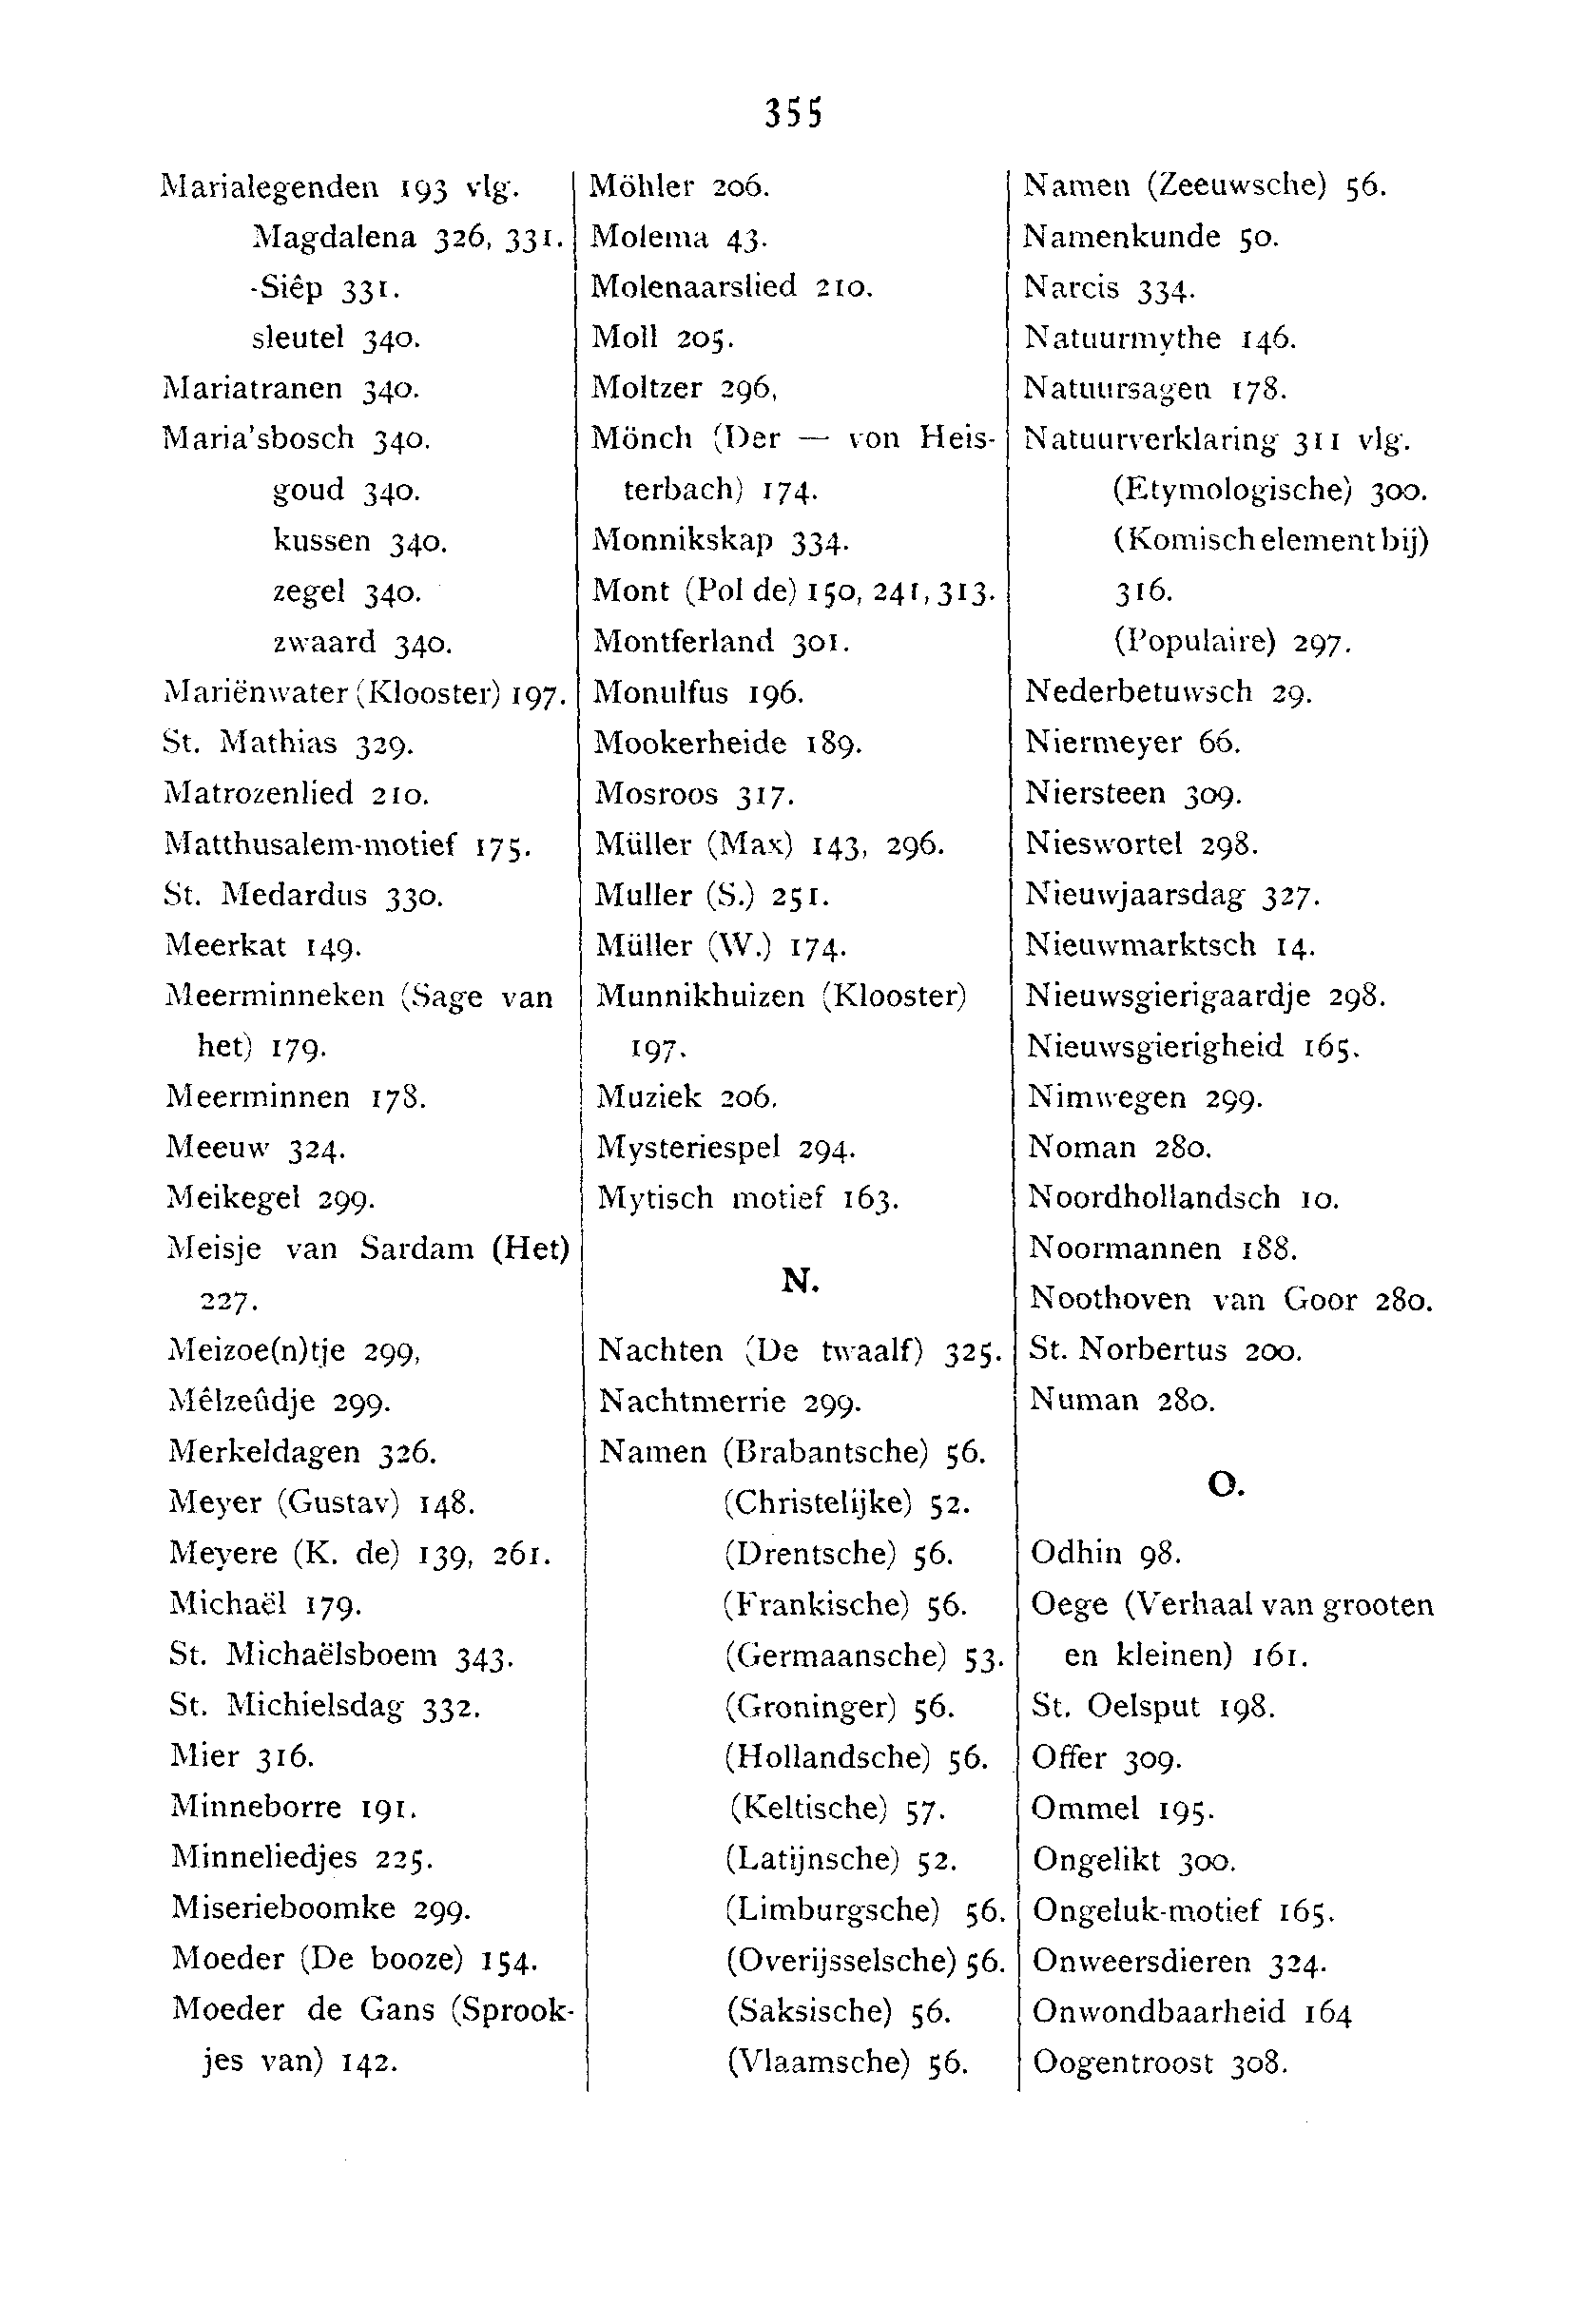 355
Marialegenden 193 vlg.
Magdalena 326, 331.
-Siêp 331.
sleutel 340.
Mariatranen 340.
Maria'sbosch 340.
goud 340.
kussen 340.
zegel 340.
zwaard 340.
Mariënwater (Klooster) 197.
St. Mathias 329.
Matrozenlied 210.
Matthusalem-motief 175.
St. Medardus 330.
Meerkat 149.
Meerminneken (Sage van
het) 179.
Meerminnen 178.
Meeuw 324.
Meikegel 299.
Meisje van Sardam (Het)
227.
Meizoe(n)tje 299,
Mêlzeûdje 299.
Merkeldagen 326.
Meyer (Gustav) 148.
Meyere (K. de) 139, 261.
Michaël 179.
St. Michaëlsboem 343.
St. Michielsdag 332.
Mier 316.
Minneborre 191.
Minneliedjes 225.
Miserieboomke 299.
Moeder (De booze) 154.
Moeder de Gans (Sprook-
jes van) 142.
Möhler 206.
Molema 43.
Molenaarslied 210.
Moll 205.
Moltzer 296,
Mönch (Der — von Heis-
terbach) 174.
Monnikskap 334.
Mont (Pol de) 150, 241, 313.
Montferland 301.
Monulfus 196.
Mookerheide 189.
Mosroos 317.
Müller (Max) 143, 296.
Muller (S.) 251.
Müller (W.) 174.
Munnikhuizen (Klooster)
197.
Muziek 206.
Mysteriespel 294.
Mytisch motief 163.
N.
Nachten (De twaalf) 325.
Nachtmerrie 299.
Namen (Brabantsche) 56.
(Christelijke) 52.
(Drentsche) 56.
(Frankische) 56.
(Germaansche) 53.
(Groninger) 56.
(Hollandsche) 56.
(Keltische) 57.
(Latijnsche) 52.
(Limburgsche) 56.
(Overijsselsche) 56.
(Saksische) 56.
(Vlaamsche) 56.
Namen (Zeeuwsche) 56.
Namenkunde 50.
Narcis 334.
Natuurmythe 146.
Natuursagen 178.
Natuurverklaring 311 vlg.
(Etymologische) 300.
(Komisch element bij)
316.
(Populaire) 297.
Nederbetuwsch 29.
Niermeyer 66.
Niersteen 309.
Nieswortel 298.
Nieuwjaarsdag 327.
Nieuwmarktsch 14.
Nieuwsgierigaardje 298.
Nieuwsgierigheid 165.
Nimwegen 299.
Noman 280.
Noordhollandsch 10.
Noormannen 188.
Noothoven van Goor 280.
St. Norbertus 200.
Numan 280.
O.
Odhin 98.
Oege (Verhaal van grooten
en kleinen) 161.
St. Oelsput 198.
Offer 309.
Ommel 195.
Ongelikt 300.
Ongeluk-motief 165.
Onweersdieren 324.
Onwondbaarheid 164
Oogentroost 308.